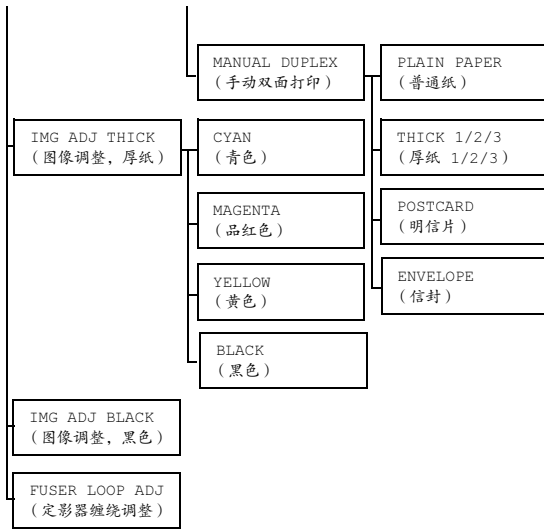 MANUAL DUPLEX
(手动双面打印)
PLAIN PAPER
(普通纸)
IMG ADJ THICK
(图像调整, 厚纸)
CYAN
(青色)
THICK 1/2/3
(厚纸 1/2/3)
MAGENTA
(品红色)
POSTCARD
(明信片)
YELLOW
(黄色)
ENVELOPE
(信封)
BLACK
(黑色)
IMG ADJ BLACK
(图像调整, 黑色)
FUSER LOOP ADJ
(定影器缠绕调整)